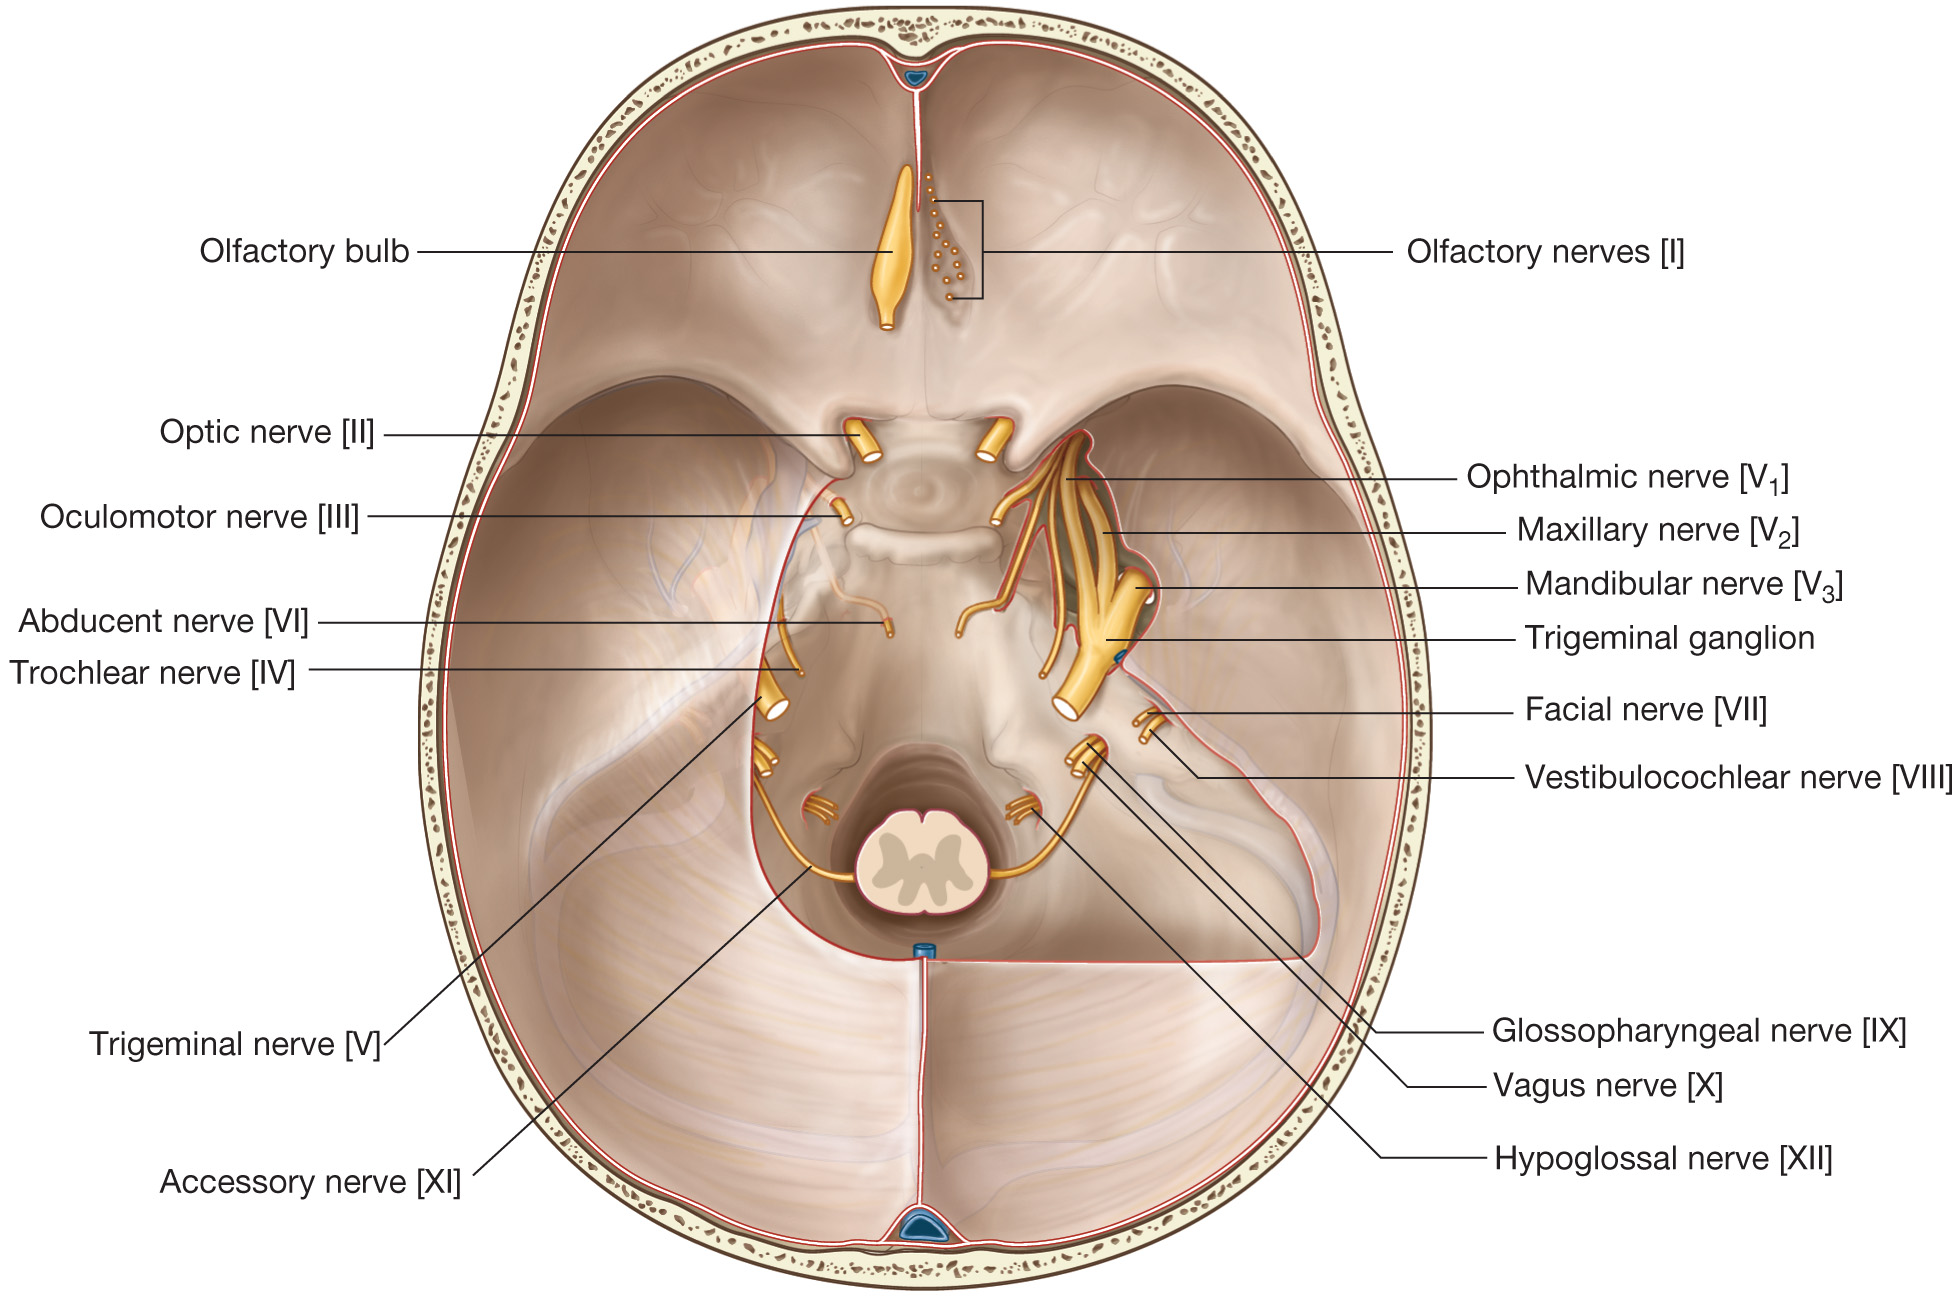 Olfactory bulb
Olfactory nerves [I]
Optic nerve [II]
Ophthalmic nerve [V1]
Oculomotor nerve [III]
Maxillary nerve [V2]
Mandibular nerve [V3]
Abducent nerve [VI]
Trigeminal ganglion
Trochlear nerve [IV]
Facial nerve [VII]
Vestibulocochlear nerve [VIII]
Glossopharyngeal nerve [IX]
Trigeminal nerve [V]
Vagus nerve [X]
Hypoglossal nerve [XII]
Accessory nerve [XI]